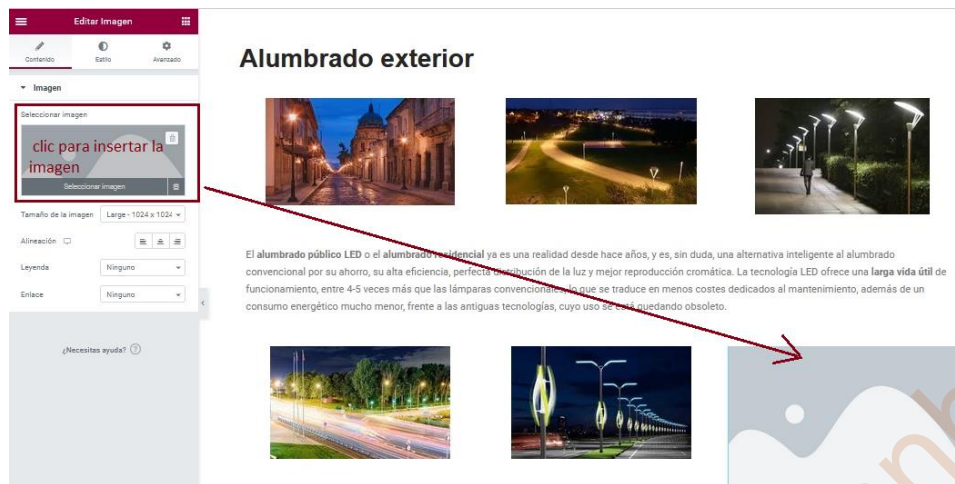 Editar Imagen
Contenido
Estilo
Avanzado
Imagen
Seleccionar imagen
clic para insertar la
imagen
Seleccionar imagen
Tamaño de la imagen
Large - 1024 x 1024
Alineación
Leyenda
Ninguno
Enlace
Ninguno
¿Necesitas ayuda?
Alumbrado exterior
El alumbrado público LED o el alumbrado residencial ya es una realidad desde hace años, y es, sin duda, una alternativa inteligente al alumbrado
convencional por su ahorro, su alta eficiencia, perfecta distribución de la luz y mejor reproducción cromática. La tecnología LED ofrece una larga vida útil de
funcionamiento, entre 4-5 veces más que las lámparas convencionales, lo que se traduce en menos costes dedicados al mantenimiento, además de un
consumo energético mucho menor, frente a las antiguas tecnologías, cuyo uso se está quedando obsoleto.